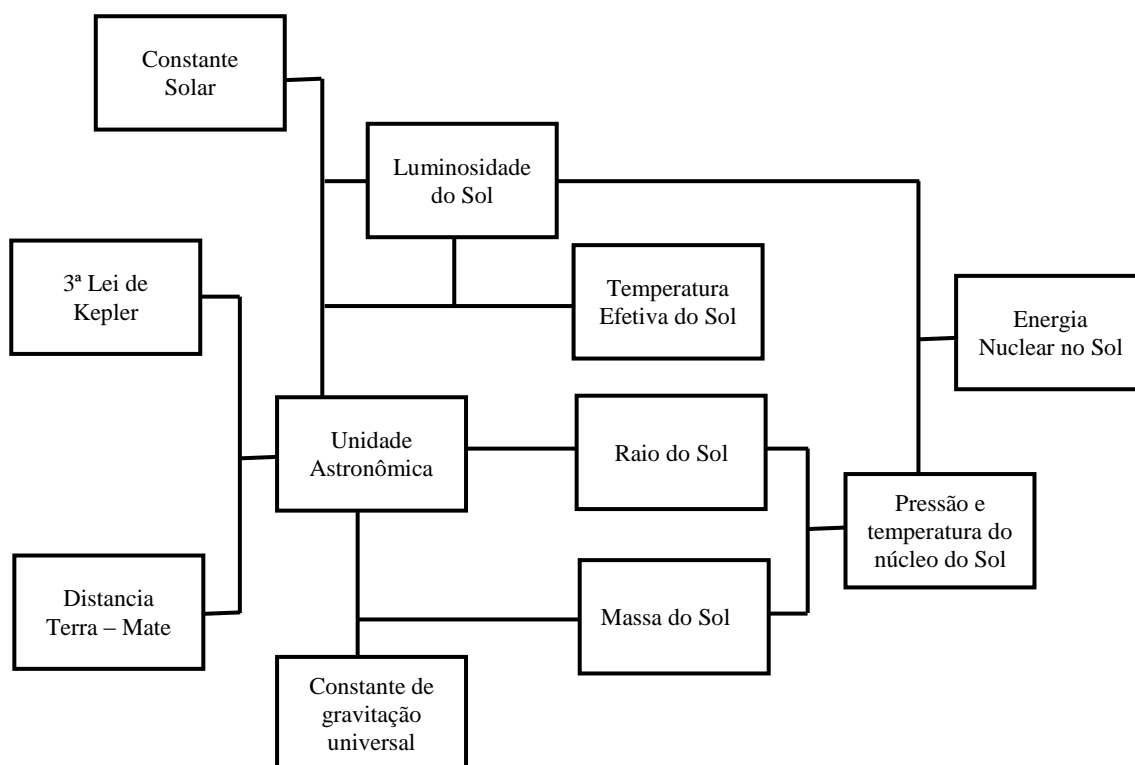 Constante
Solar
Luminosidade
do Sol
3ª Lei de
Kepler
Temperatura
Efetiva do Sol
Energia
Nuclear no Sol
Unidade
Astronômica
Raio do Sol
Pressão e
temperatura do
núcleo do Sol
Distancia
Terra – Mate
Massa do Sol
Constante de
gravitação
universal